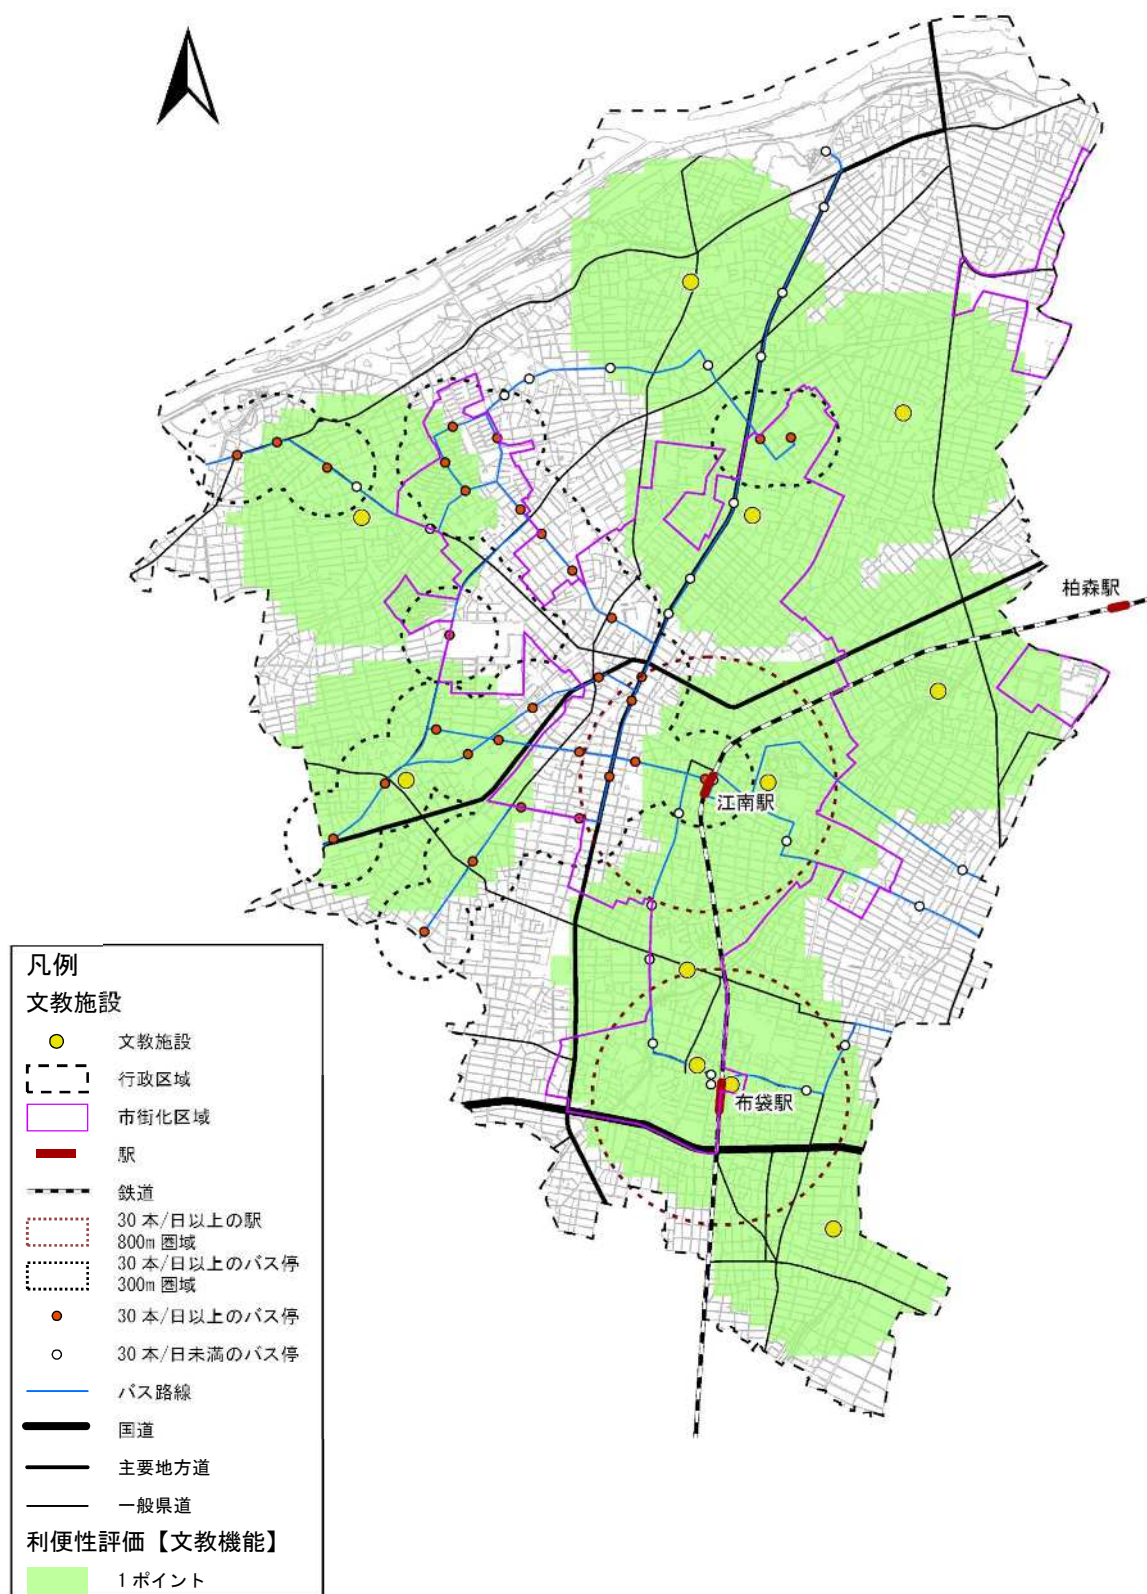 柏森駅
江南駅
布袋駅
凡例
文教施設
文教施設
行政区域
市街化区域
駅
鉄道
30 本/日以上の駅
800m 圏域
30 本/日以上のバス停
300m 圏域
30 本/日以上のバス停
30 本/日未満のバス停
バス路線
国道
主要地方道
一般県道
利便性評価【文教機能】
1 ポイント